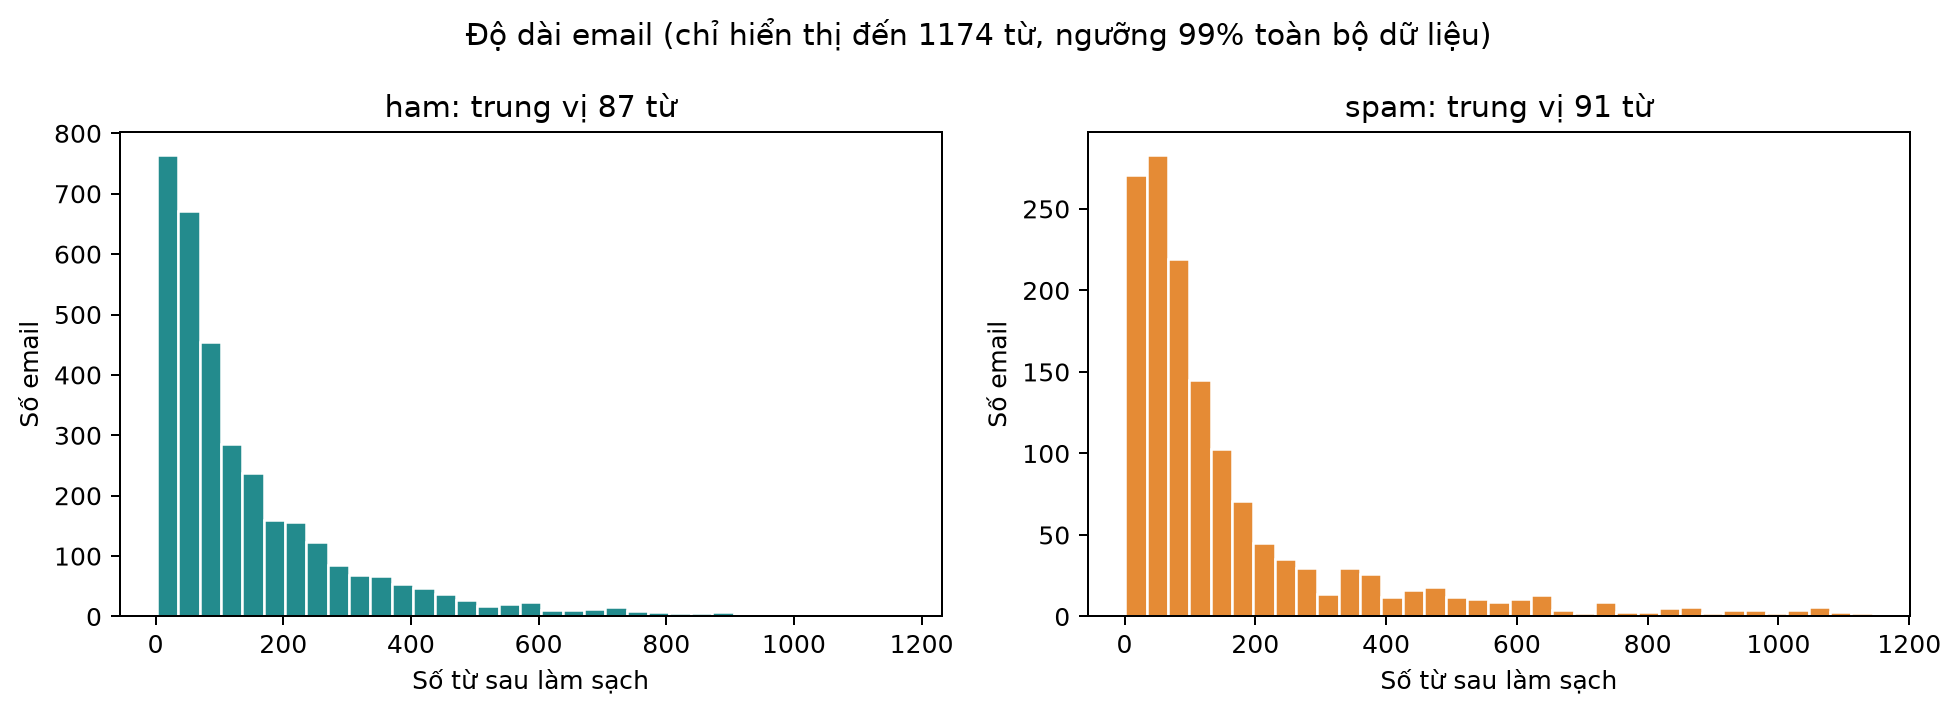 Độ dài email (chỉ hiển thị đến 1174 từ, ngưỡng 99% toàn bộ dữ liệu)
ham: trung vị 87 từ
800
700
600
500
400
300
200
100
0
Số email
0 200 400 600 800 1000 1200
Số từ sau làm sạch
spam: trung vị 91 từ
250
200
150
100
50
0
Số email
0 200 400 600 800 1000 1200
Số từ sau làm sạch